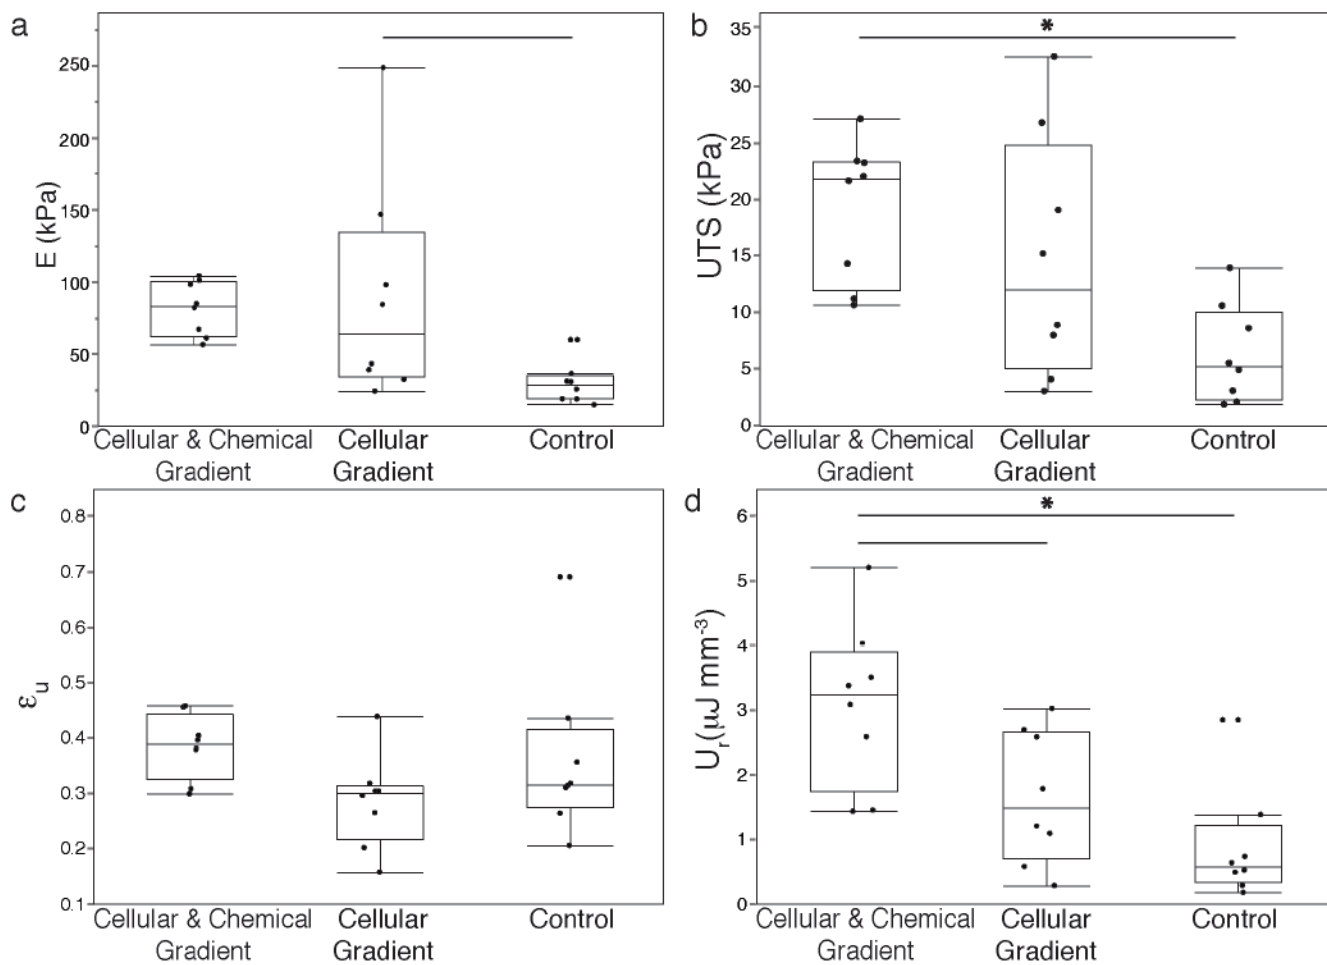 a
E (kPa)
250
200
150
100
50
0
Cellular & Chemical
Gradient
Cellular
Gradient
Control
b
*
UTS (kPa)
35
30
25
20
15
10
5
0
Cellular & Chemical
Gradient
Cellular
Gradient
Control
c
εu
0.8
0.7
0.6
0.5
0.4
0.3
0.2
0.1
Cellular & Chemical
Gradient
Cellular
Gradient
Control
d
*
Ur(μJ mm-3)
6
5
4
3
2
1
0
Cellular & Chemical
Gradient
Cellular
Gradient
Control